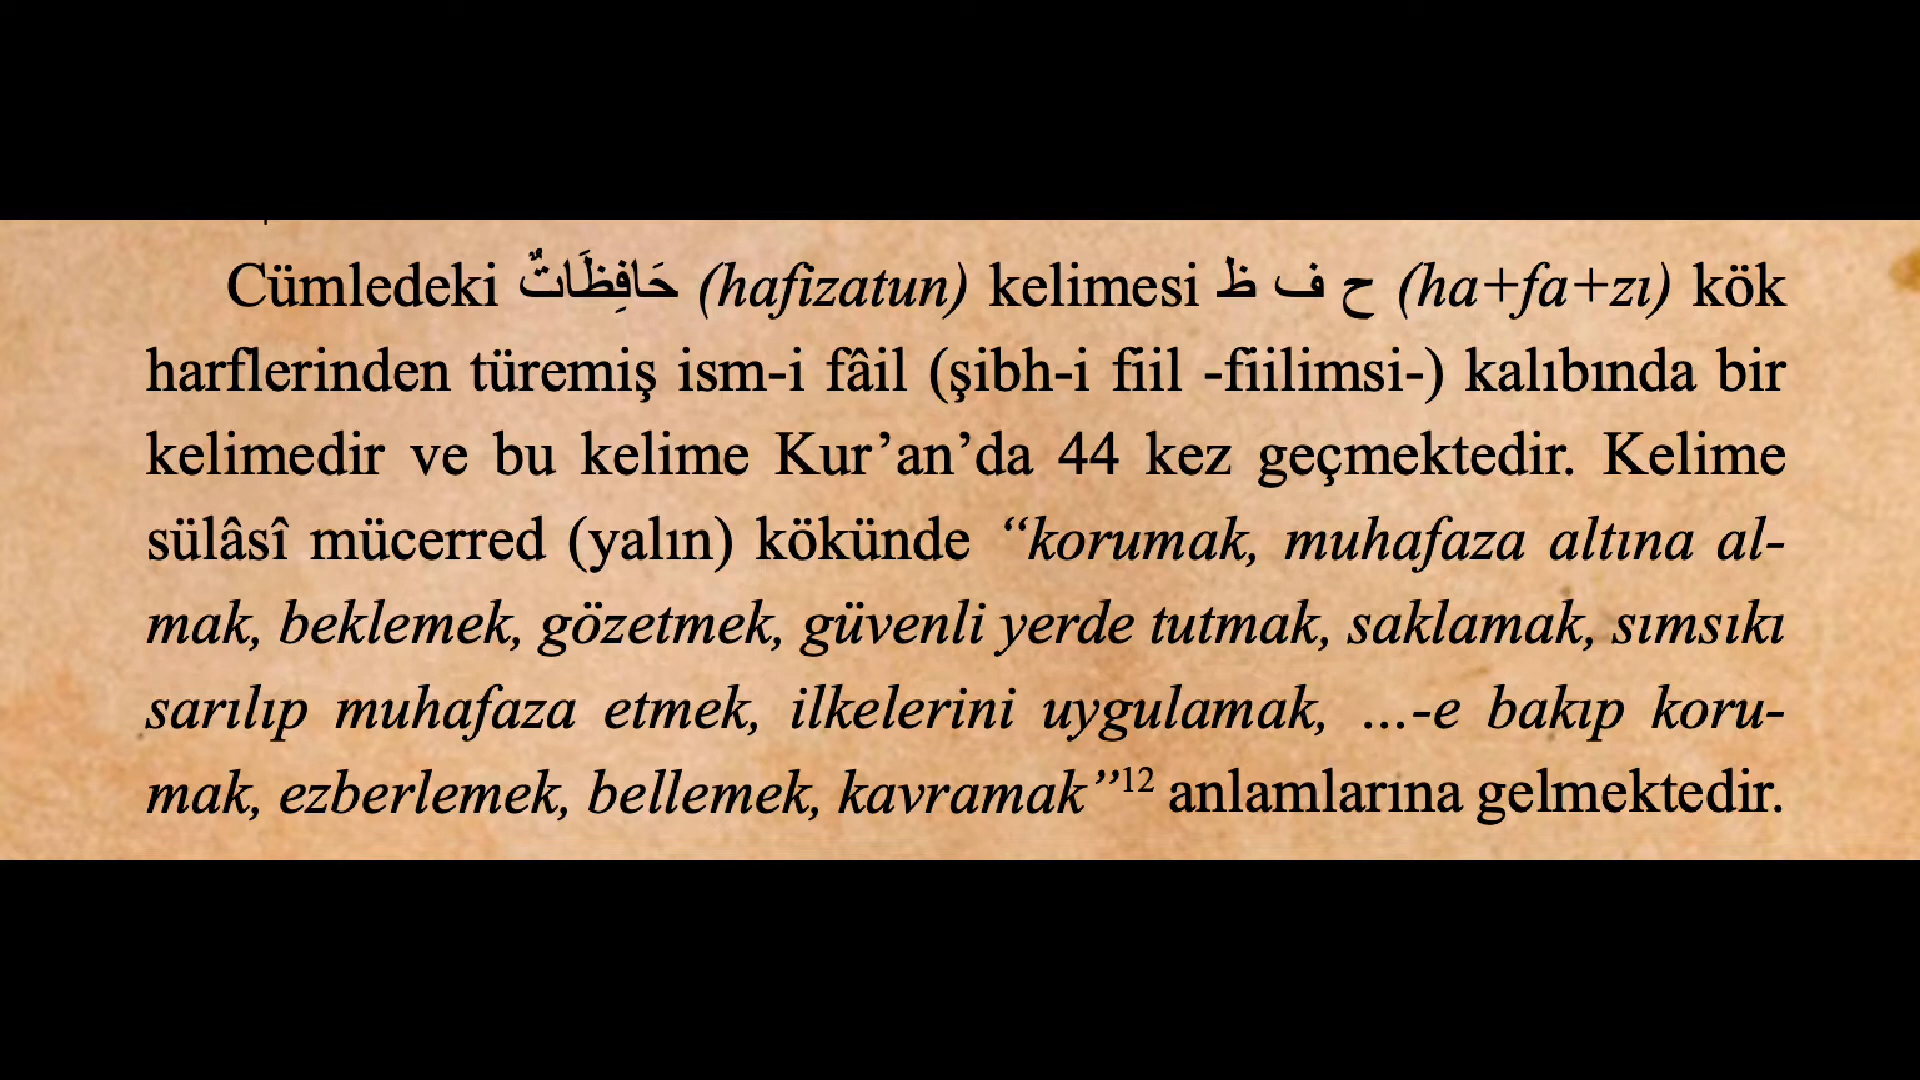 Cümledeki حَافِظَاتٌ (hafizatun) kelimesi ح ف ظ (ha+fa+zı) kök
harflerinden türemiş ism-i fâil (şibh-i fiil -fiilimsi-) kalıbında bir
kelimedir ve bu kelime Kur’an’da 44 kez geçmektedir. Kelime
sülâsî mücerred (yalın) kökünde “korumak, muhafaza altına al-
mak, beklemek, gözetmek, güvenli yerde tutmak, saklamak, sımsıkı
sarılıp muhafaza etmek, ilkelerini uygulamak, ...-e bakıp koru-
mak, ezberlemek, bellemek, kavramak”12 anlamlarına gelmektedir.